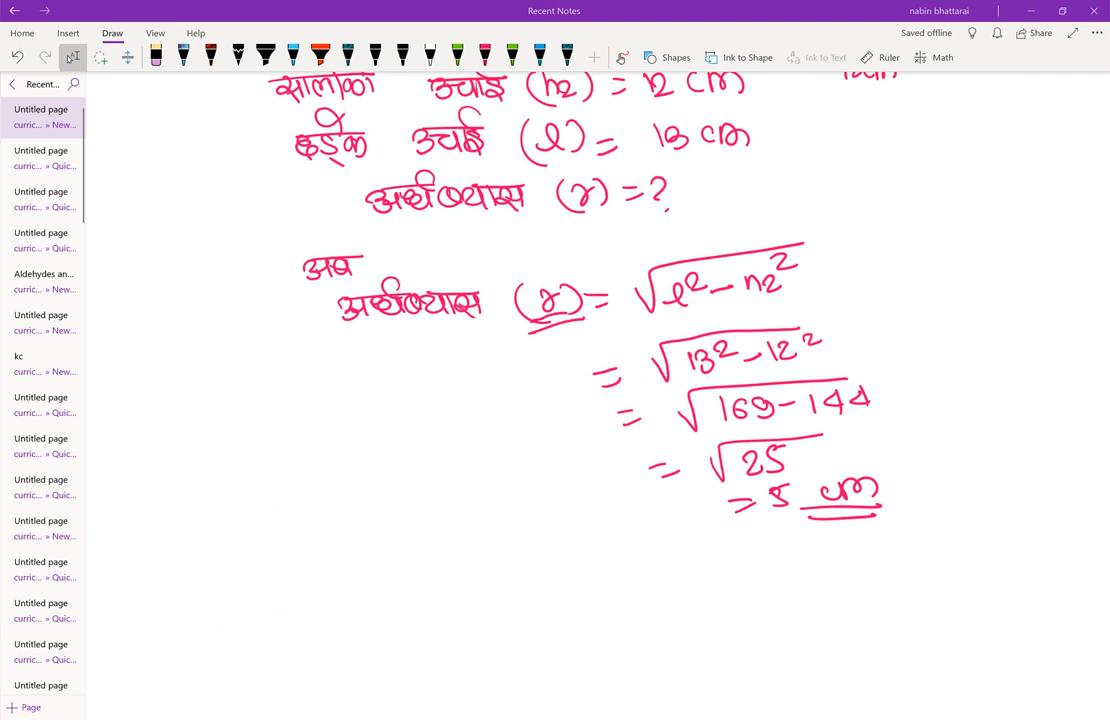 Recent Notes
nabin bhattarai
Home Insert Draw View Help
Saved offline
Share
Shapes
Ink to Shape
Ink to Text
Ruler
Math
Recent...
Untitled page
curric... » New...
Untitled page
curric... » Quic...
Untitled page
curric... » Quic...
Untitled page
curric... » Quic...
Aldehydes an...
curric... » New...
Untitled page
curric... » New...
kc
curric... » New...
Untitled page
curric... » Quic...
Untitled page
curric... » Quic...
Untitled page
curric... » Quic...
Untitled page
curric... » New...
Untitled page
curric... » Quic...
Untitled page
curric... » Quic...
Untitled page
curric... » Quic...
Untitled page
Page
उचाई (h2) = 12 cm
उचाई (l) = 13 cm
अर्धव्यास (r) = ?
अब
अर्धव्यास (r) = √l² - h2²
= √13² - 12²
= √169 - 144
= √25
= 5 cm